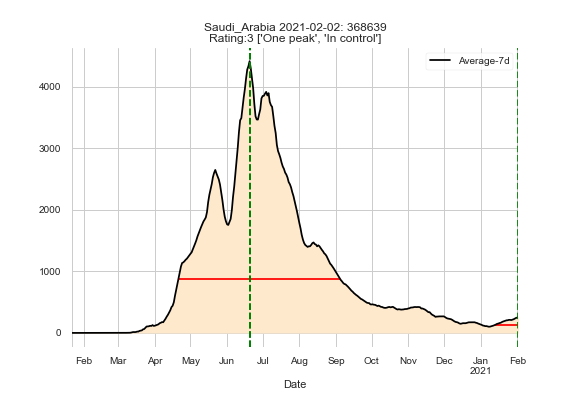 Saudi_Arabia 2021-02-02: 368639
Rating:3 ['One peak', 'In control']
Average-7d
4000
3000
2000
1000
0
Feb Mar Apr May Jun Jul Aug Sep Oct Nov Dec Jan Feb
2021
Date